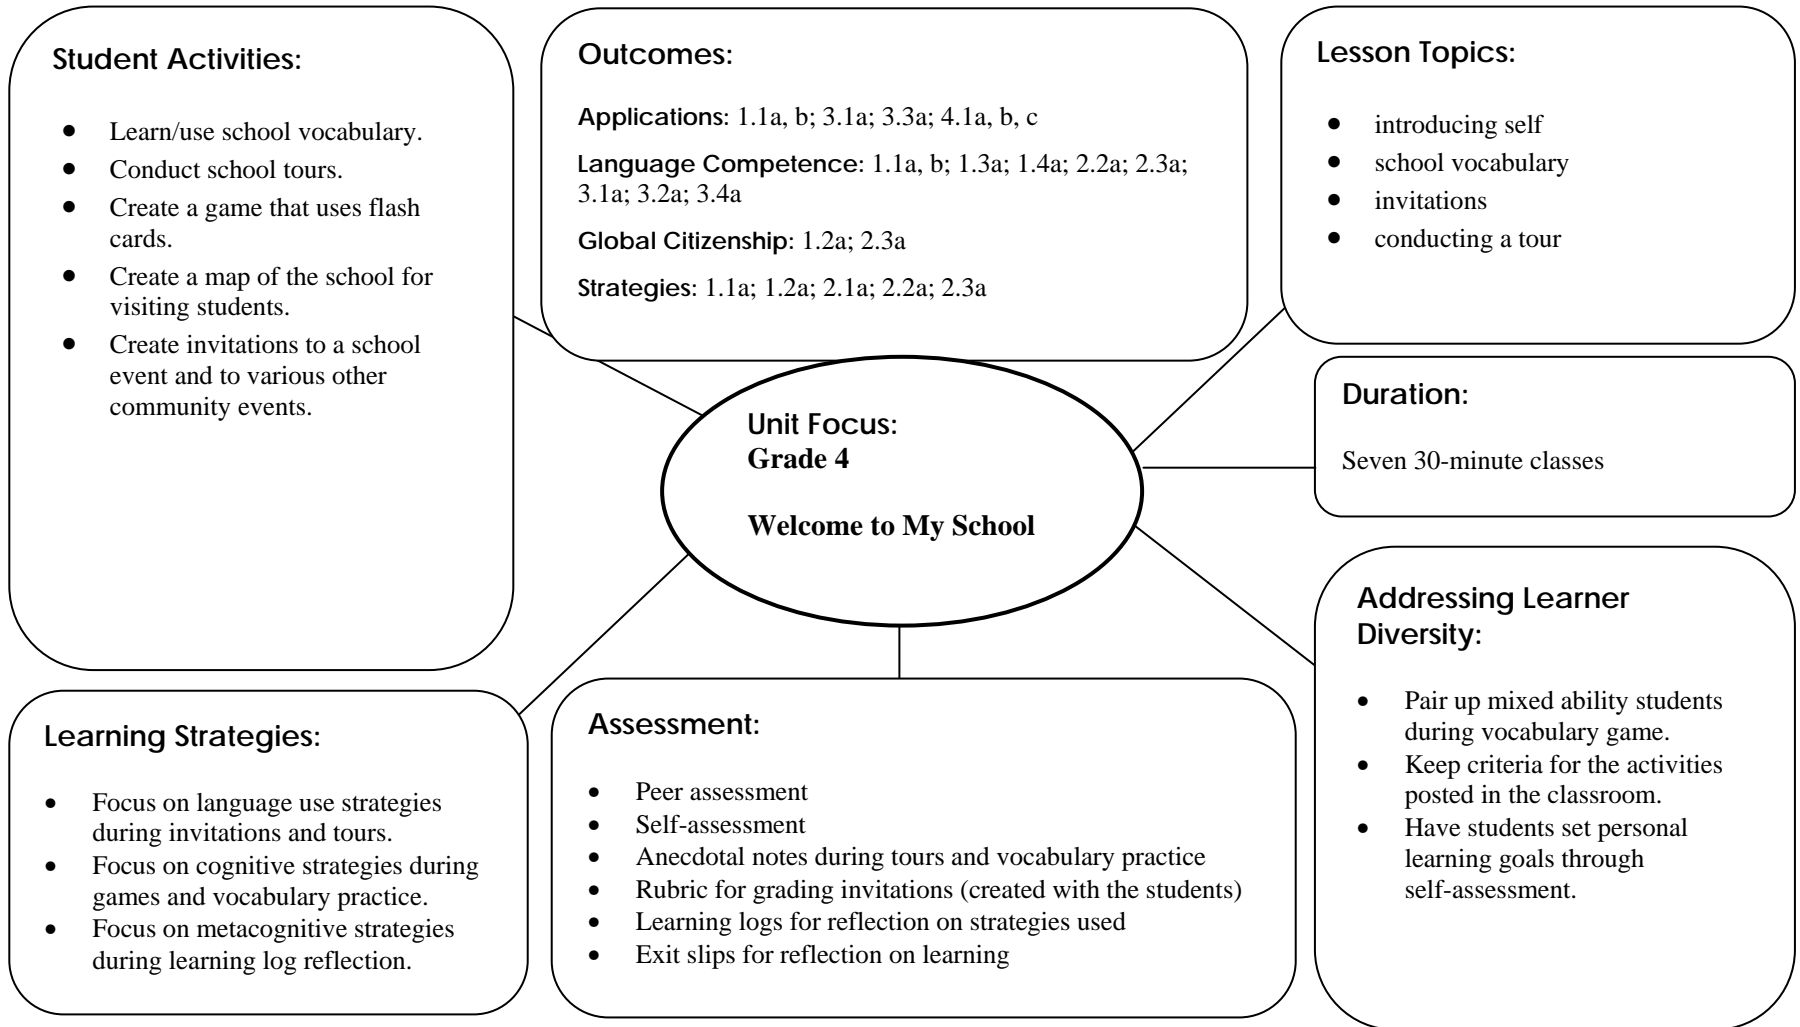 Student Activities:
• Learn/use school vocabulary.
• Conduct school tours.
• Create a game that uses flash
cards.
• Create a map of the school for
visiting students.
• Create invitations to a school
event and to various other
community events.
Outcomes:
Applications: 1.1a, b; 3.1a; 3.3a; 4.1a, b, c
Language Competence: 1.1a, b; 1.3a; 1.4a; 2.2a; 2.3a;
3.1a; 3.2a; 3.4a
Global Citizenship: 1.2a; 2.3a
Strategies: 1.1a; 1.2a; 2.1a; 2.2a; 2.3a
Lesson Topics:
• introducing self
• school vocabulary
• invitations
• conducting a tour
Unit Focus:
Grade 4
Welcome to My School
Duration:
Seven 30-minute classes
Learning Strategies:
• Focus on language use strategies
during invitations and tours.
• Focus on cognitive strategies during
games and vocabulary practice.
• Focus on metacognitive strategies
during learning log reflection.
Assessment:
• Peer assessment
• Self-assessment
• Anecdotal notes during tours and vocabulary practice
• Rubric for grading invitations (created with the students)
• Learning logs for reflection on strategies used
• Exit slips for reflection on learning
Addressing Learner
Diversity:
• Pair up mixed ability students
during vocabulary game.
• Keep criteria for the activities
posted in the classroom.
• Have students set personal
learning goals through
self-assessment.